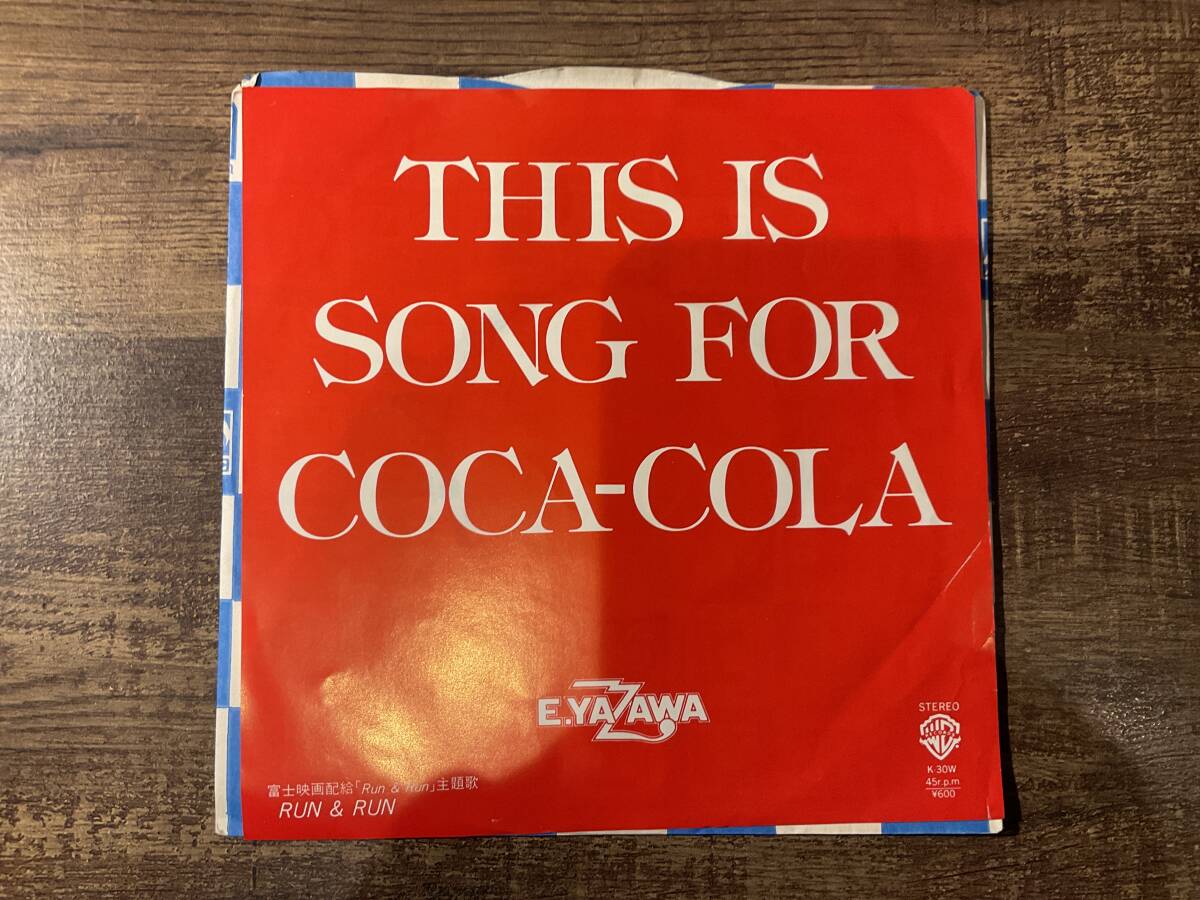 THIS IS
SONG FOR
COCA-COLA
E.YAZAWA
STEREO
K-30W
45r.p.m
¥600
富士映画配給「Run & Run」主題歌
RUN & RUN